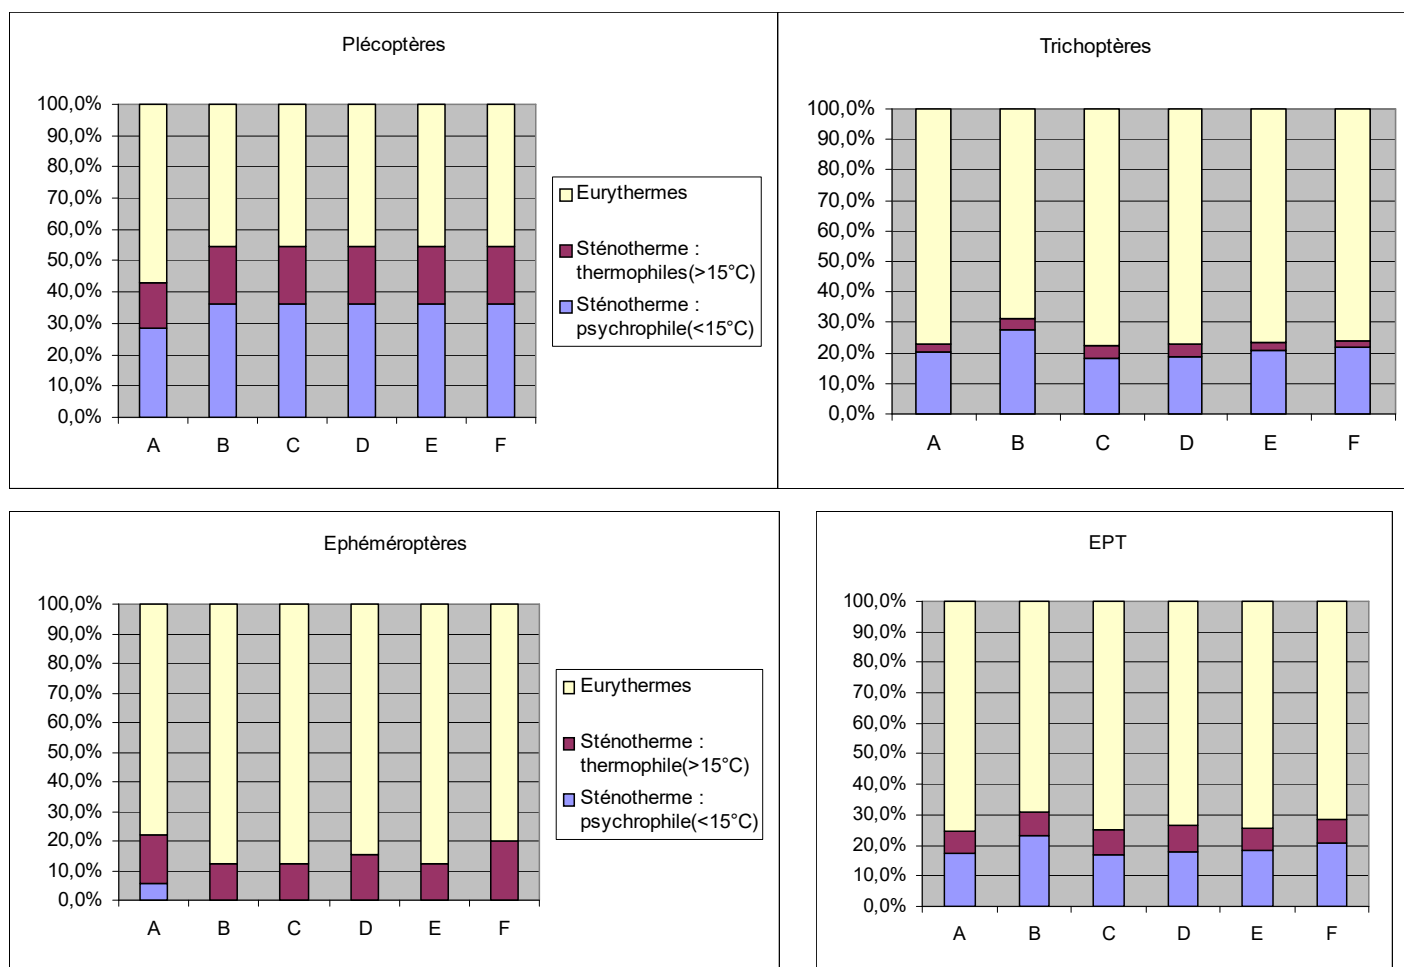 Plécoptères
100,0%
90,0%
80,0%
70,0%
60,0%
50,0%
40,0%
30,0%
20,0%
10,0%
0,0%
A B C D E F
Eurythermes
Sténotherme :
thermophiles(>15°C)
Sténotherme :
psychrophile(<15°C)
Trichoptères
100,0%
90,0%
80,0%
70,0%
60,0%
50,0%
40,0%
30,0%
20,0%
10,0%
0,0%
A B C D E F
Ephéméroptères
100,0%
90,0%
80,0%
70,0%
60,0%
50,0%
40,0%
30,0%
20,0%
10,0%
0,0%
A B C D E F
Eurythermes
Sténotherme :
thermophile(>15°C)
Sténotherme :
psychrophile(<15°C)
EPT
100,0%
90,0%
80,0%
70,0%
60,0%
50,0%
40,0%
30,0%
20,0%
10,0%
0,0%
A B C D E F